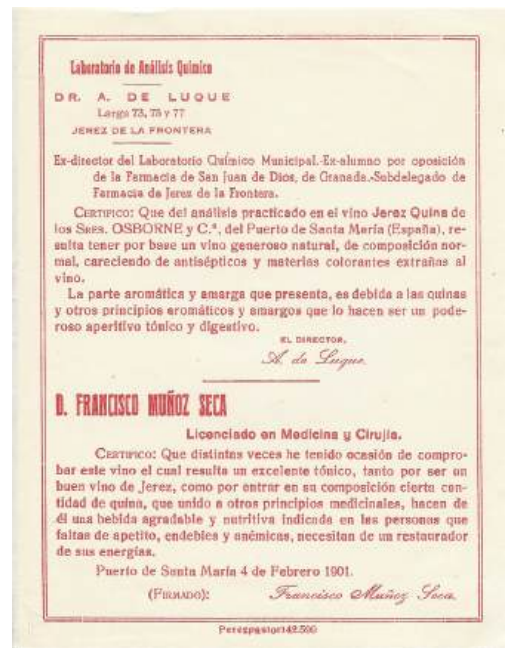 Laboratorio de Análisis Químico
DR. A. DE LUQUE
Larga 73, 75 y 77
JEREZ DE LA FRONTERA
Ex-director del Laboratorio Químico Municipal.-Ex-alumno por oposición
de la Farmacia de San Juan de Dios, de Granada.-Subdelegado de
Farmacia de Jerez de la Frontera.
CERTIFICO: Que del análisis practicado en el vino Jerez Quina de
los SRES. OSBORNE y C.ª, del Puerto de Santa María (España), re-
sulta tener por base un vino generoso natural, de composición nor-
mal, careciendo de antisépticos y materias colorantes extrañas al
vino.
La parte aromática y amarga que presenta, es debida a las quinas
y otros principios aromáticos y amargos que lo hacen ser un pode-
roso aperitivo tónico y digestivo.
EL DIRECTOR,
A. de Luque.
D. FRANCISCO MUÑOZ SECA
Licenciado en Medicina y Cirujía.
CERTIFICO: Que distintas veces he tenido ocasión de compro-
bar este vino el cual resulta un excelente tónico, tanto por ser un
buen vino de Jerez, como por entrar en su composición cierta can-
tidad de quina, que unido a otros principios medicinales, hacen de
él una bebida agradable y nutritiva indicada en las personas que
faltas de apetito, endebles y anémicas, necesitan de un restaurador
de sus energías.
Puerto de Santa María 4 de Febrero 1901.
(FIRMADO): Francisco Muñoz Seca.
Perezpastor142.500